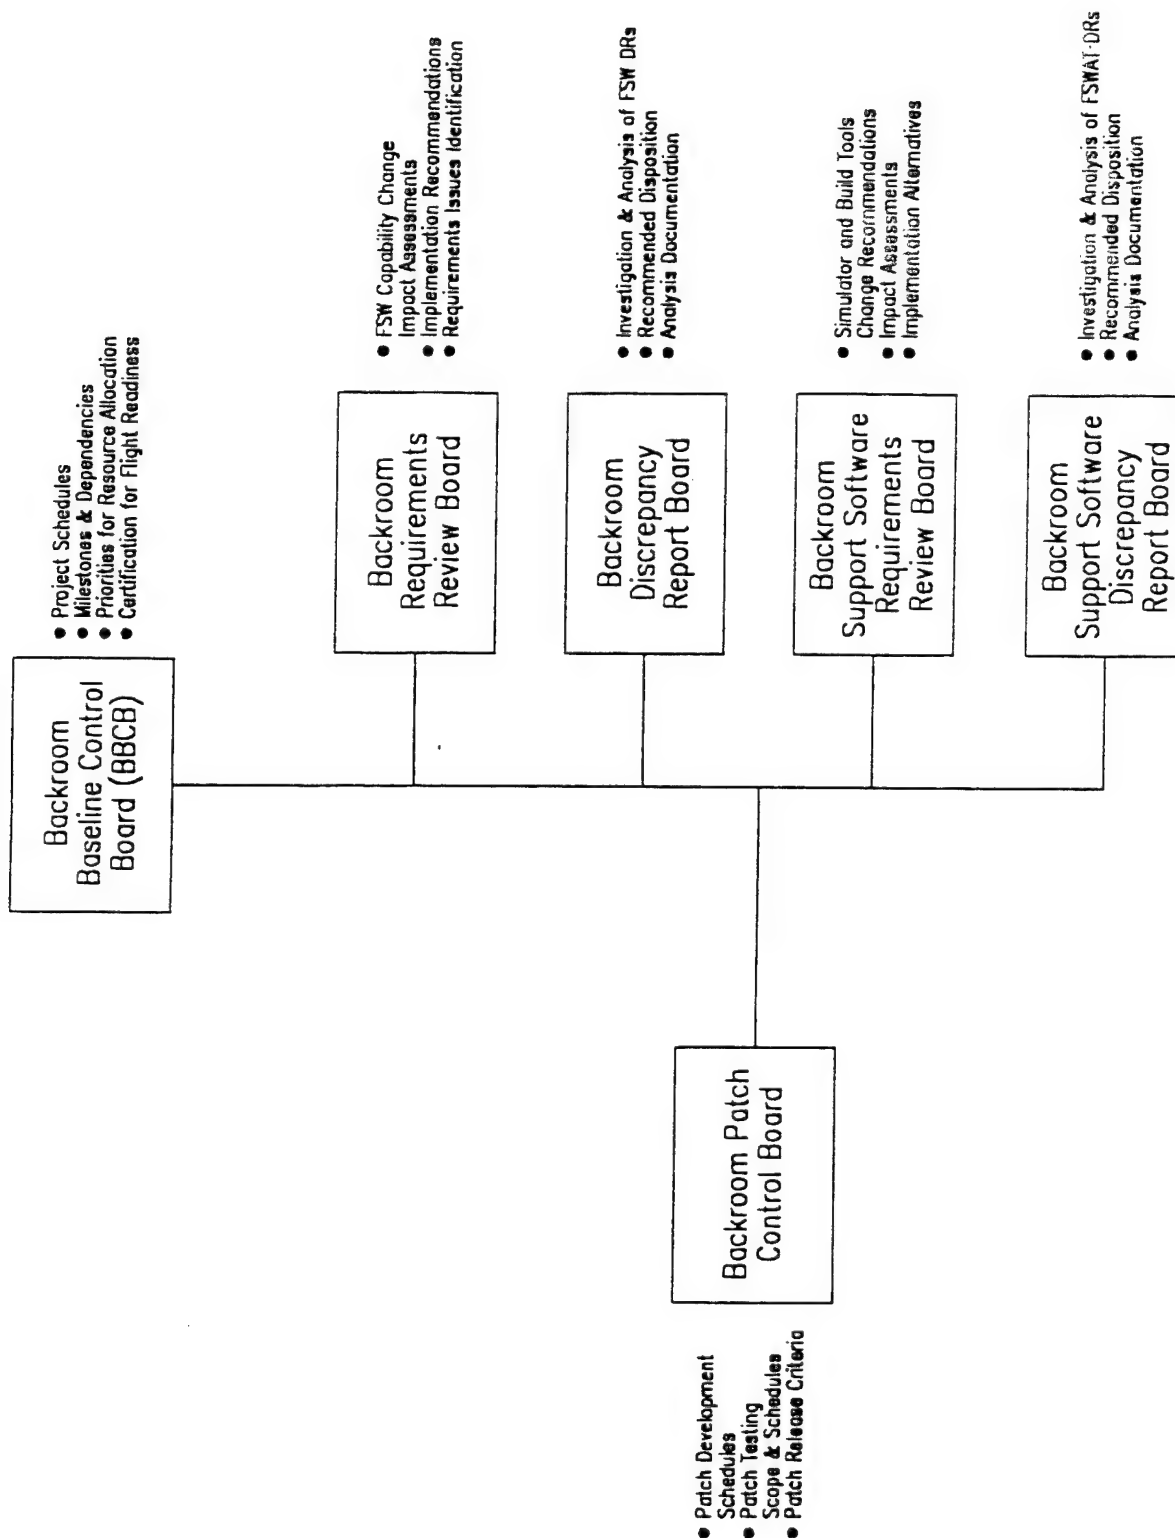 Backroom
Baseline Control
Board (BBCB)
● Project Schedules
● Milestones & Dependencies
● Priorities for Resource Allocation
● Certification for Flight Readiness
Backroom
Requirements
Review Board
● FSW Capability Change
Impact Assessments
● Implementation Recommendations
● Requirements Issues Identification
Backroom
Discrepancy
Report Board
● Investigation & Analysis of FSW DRs
● Recommended Disposition
● Analysis Documentation
Backroom Patch
Control Board
● Patch Development
Schedules
● Patch Testing
Scope & Schedules
● Patch Release Criteria
Backroom
Support Software
Requirements
Review Board
● Simulator and Build Tools
Change Recommendations
● Impact Assessments
● Implementation Alternatives
Backroom
Support Software
Discrepancy
Report Board
● Investigation & Analysis of FSWAT-DRs
● Recommended Disposition
● Analysis Documentation